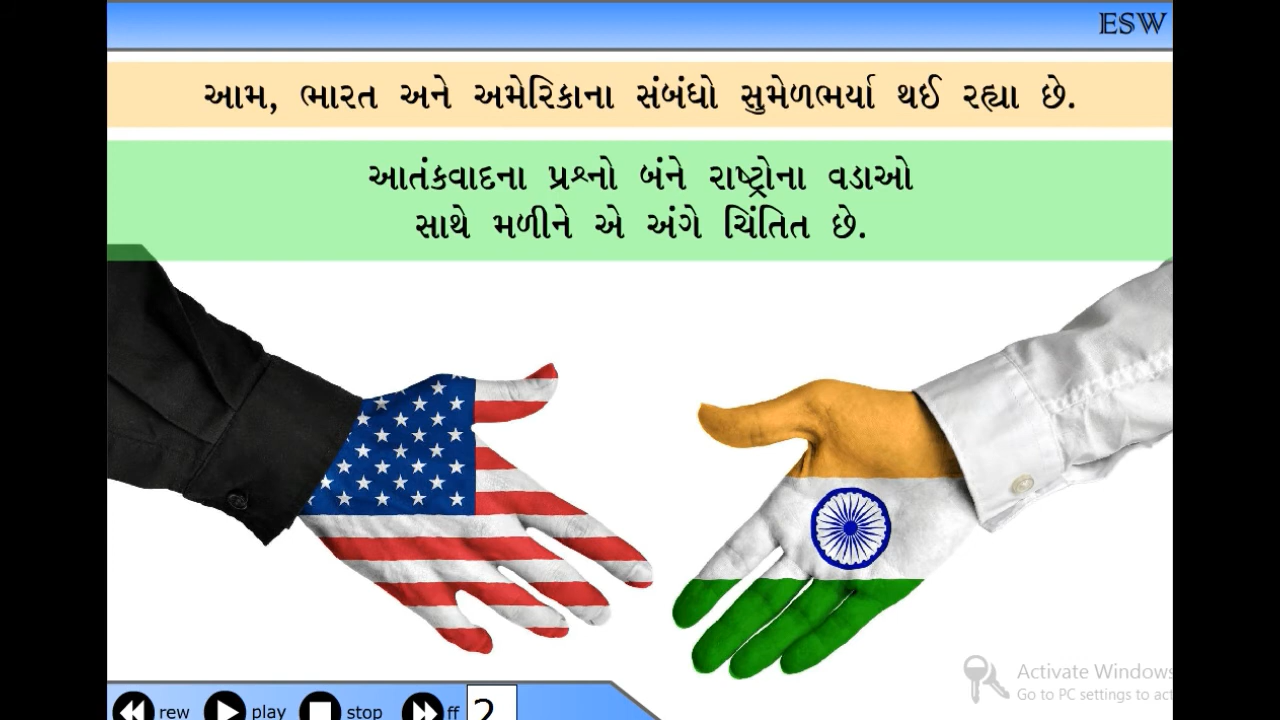 ESW
આમ, ભારત અને અમેરિકાના સંબંધો સુમેળભર્યા થઈ રહ્યા છે.
આતંકવાદના પ્રશ્નો બંને રાષ્ટ્રોના વડાઓ
સાથે મળીને એ અંગે ચિંતિત છે.
Activate Windows
Go to PC settings to act
rew play stop ff 2